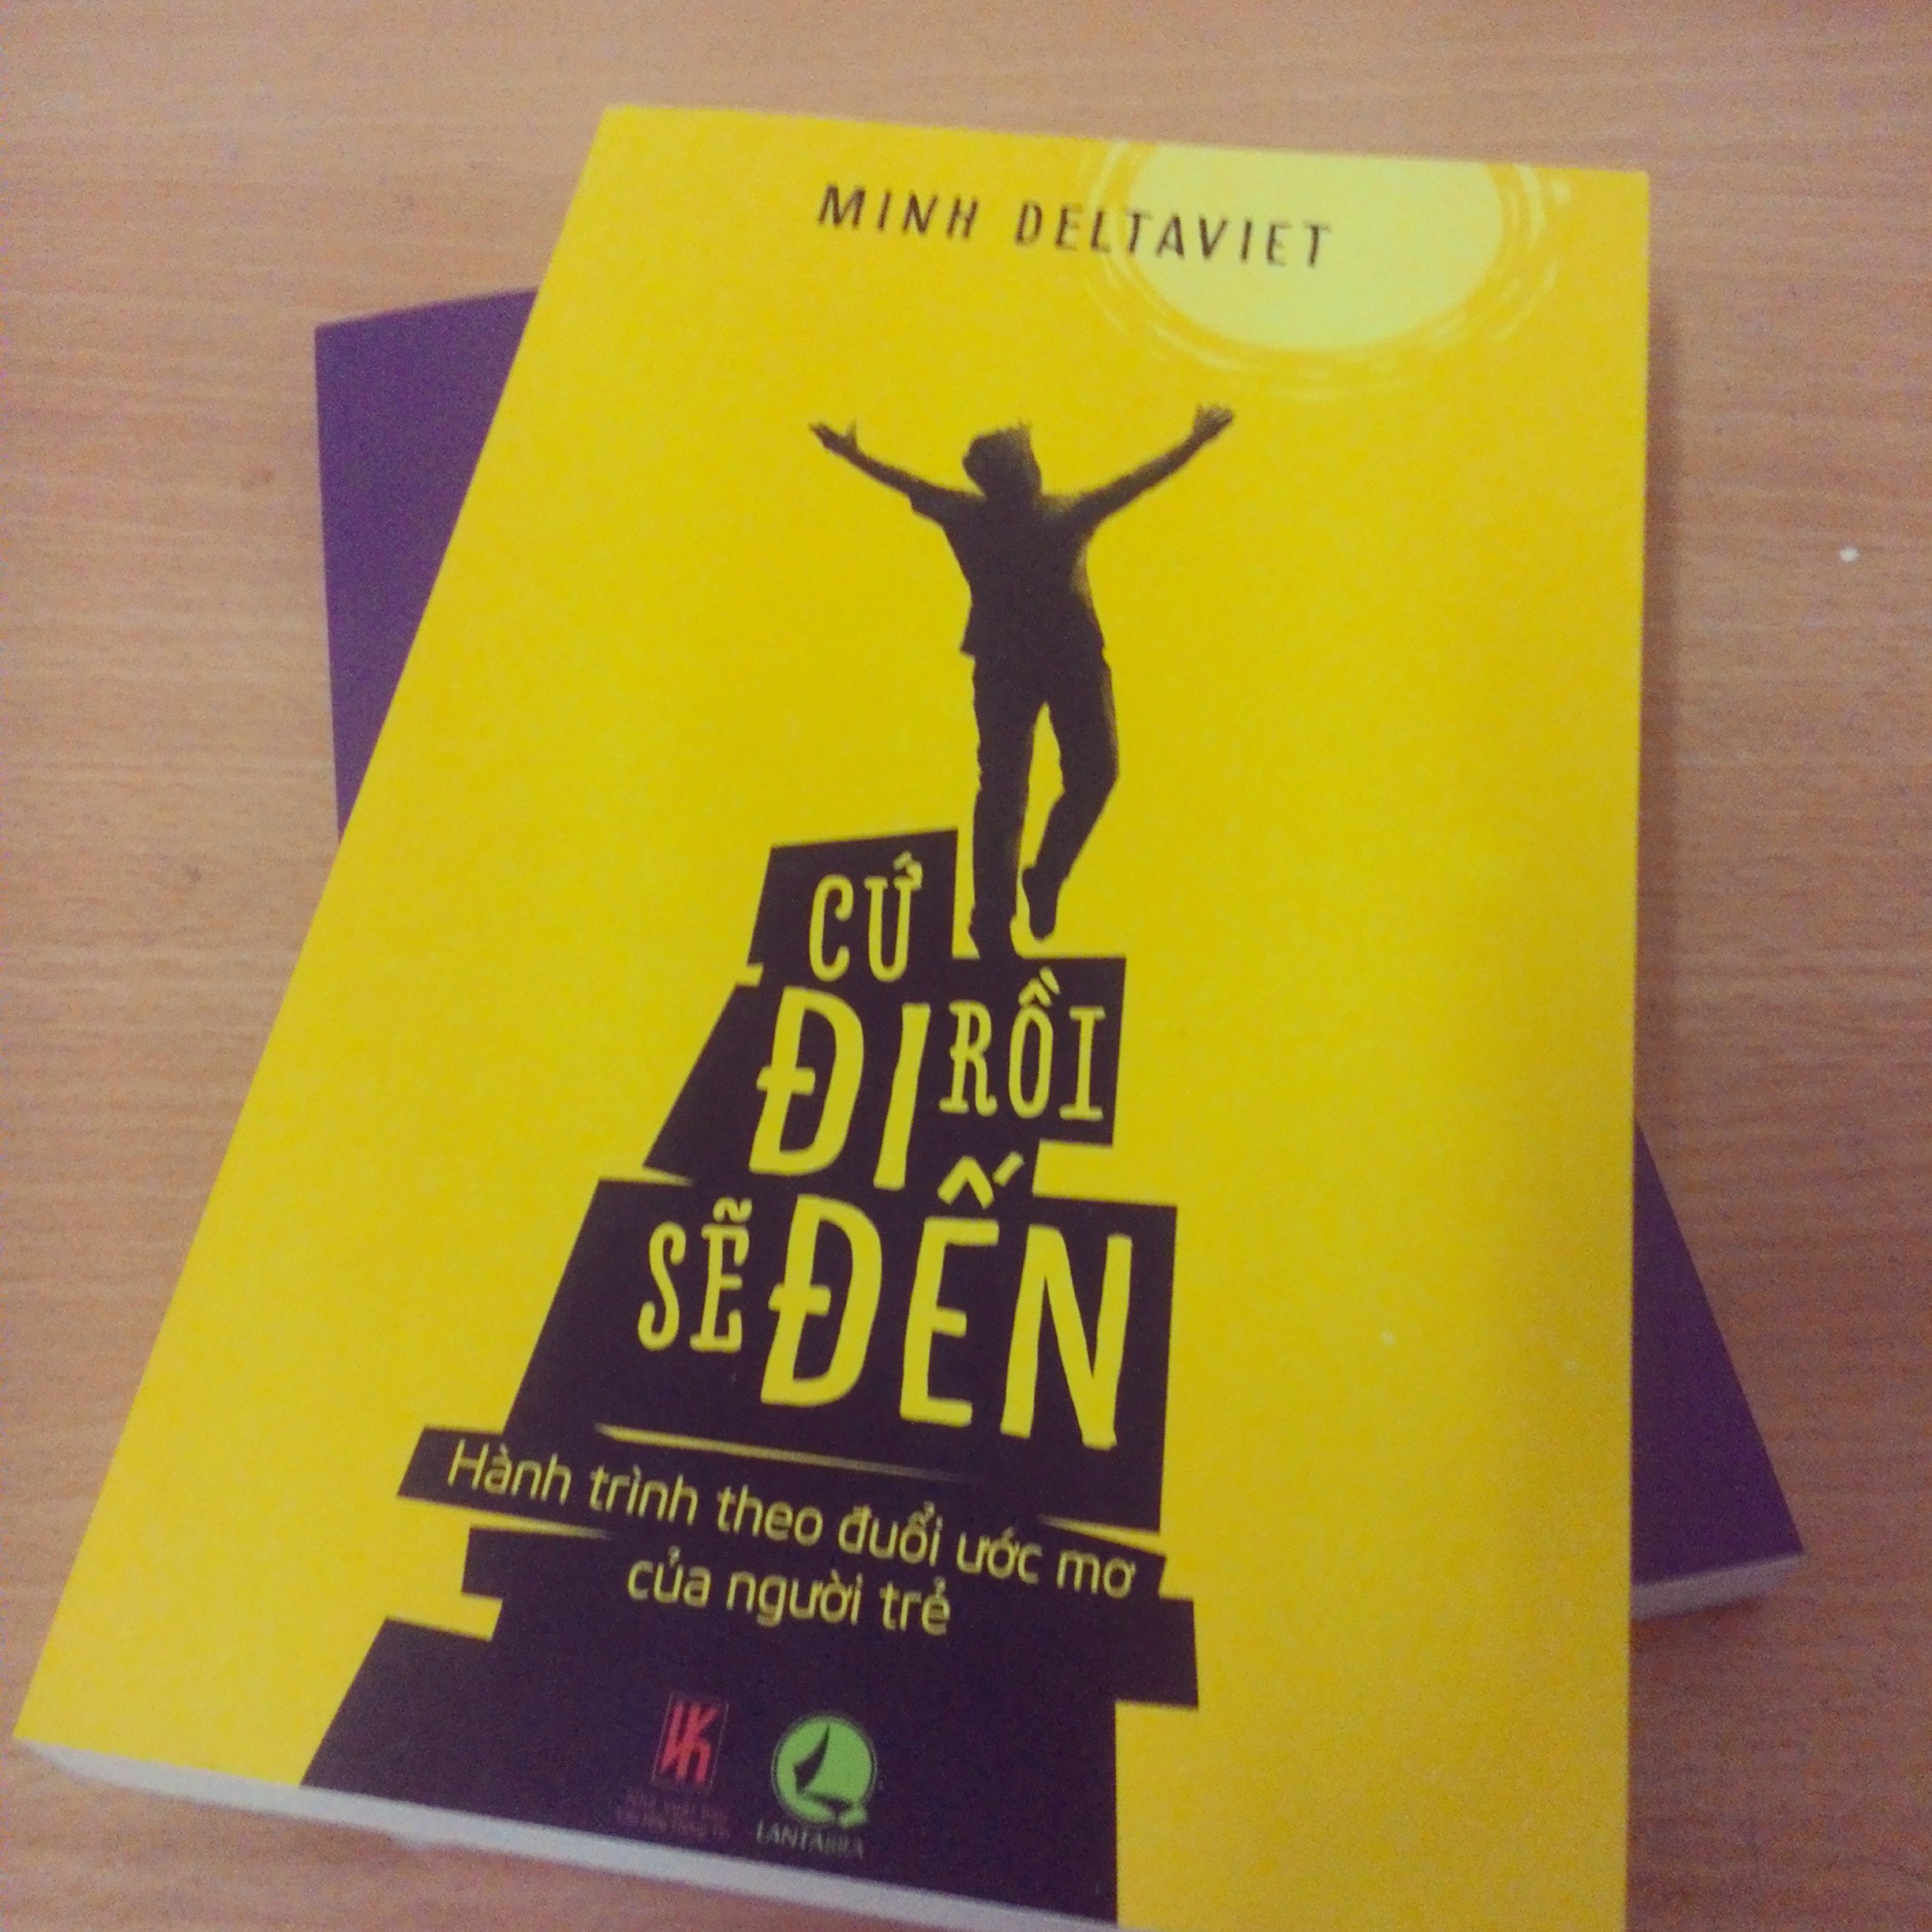 MINH DELTAVIET
CỨ
ĐI RỒI
SẼ ĐẾN
Hành trình theo đuổi ước mơ
của người trẻ
LANTABRA